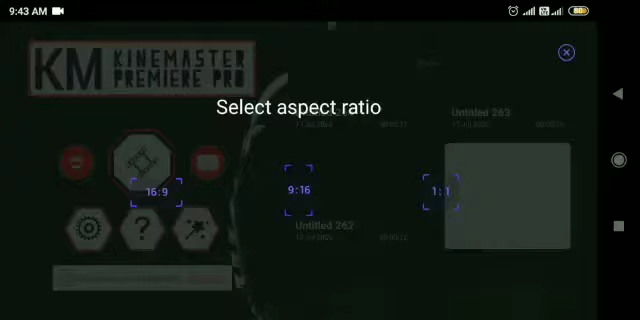 9:43 AM
80
KM KINEMASTER
PREMIERE PRO
Select aspect ratio
Untitled 263
16:9
9:16
1:1
Untitled 262
?